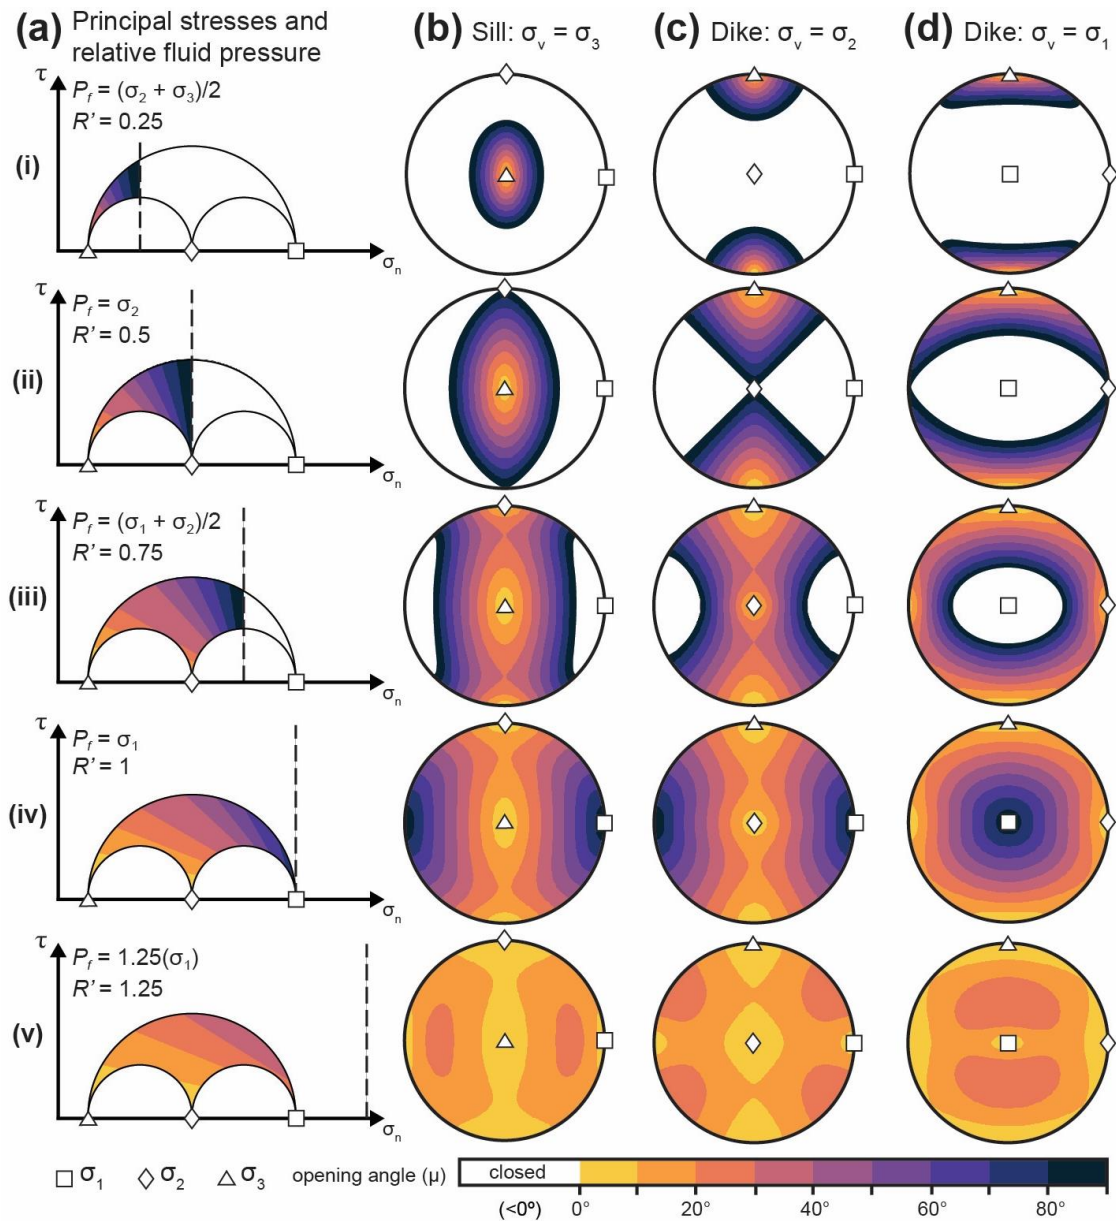 (a) Principal stresses and
relative fluid pressure
(b) Sill: σv = σ3
(c) Dike: σv = σ2
(d) Dike: σv = σ1
(i)
τ
Pf = (σ2 + σ3)/2
R' = 0.25
σn
(ii)
τ
Pf = σ2
R' = 0.5
σn
(iii)
τ
Pf = (σ1 + σ2)/2
R' = 0.75
σn
(iv)
τ
Pf = σ1
R' = 1
σn
(v)
τ
Pf = 1.25(σ1)
R' = 1.25
σn
σ1 σ2 σ3 opening angle (μ)
closed
(<0º) 0° 20° 40° 60° 80°